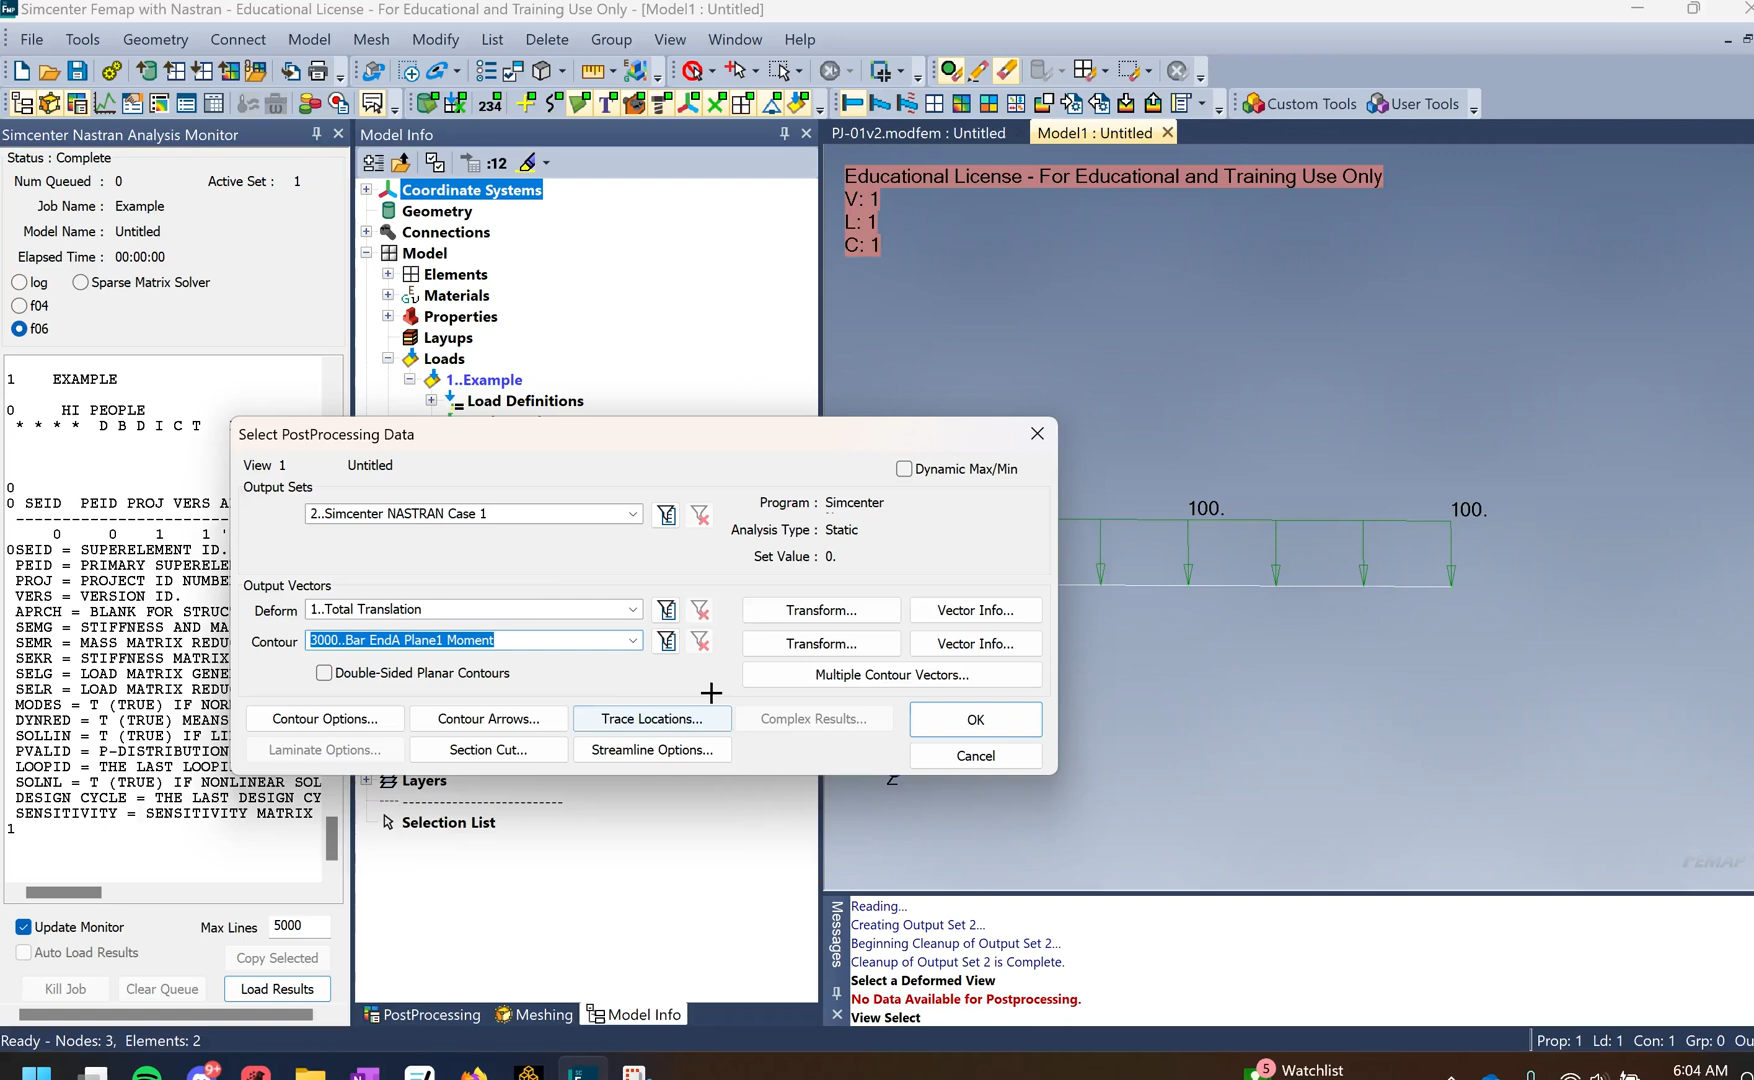 Simcenter Femap with Nastran - Educational License - For Educational and Training Use Only - [Model1 : Untitled]
File Tools Geometry Connect Model Mesh Modify List Delete Group View Window Help
234
Custom Tools User Tools
Simcenter Nastran Analysis Monitor
Status : Complete
Num Queued : 0 Active Set : 1
Job Name : Example
Model Name : Untitled
Elapsed Time : 00:00:00
log Sparse Matrix Solver
f04
f06
1 EXAMPLE
0 HI PEOPLE
* * * * D B D I C T
0
0 SEID PEID PROJ VERS A
0 0 1 1 '
0SEID = SUPERELEMENT ID.
PEID = PRIMARY SUPERELE
PROJ = PROJECT ID NUMBE
VERS = VERSION ID.
APRCH = BLANK FOR STRUC
SEMG = STIFFNESS AND MA
SEMR = MASS MATRIX REDU
SEKR = STIFFNESS MATRIX
SELG = LOAD MATRIX GENE
SELR = LOAD MATRIX REDU
MODES = T (TRUE) IF NOR
DYNRED = T (TRUE) MEANS
SOLLIN = T (TRUE) IF LI
PVALID = P-DISTRIBUTION
LOOPID = THE LAST LOOPI
SOLNL = T (TRUE) IF NONLINEAR SOL
DESIGN CYCLE = THE LAST DESIGN CY
SENSITIVITY = SENSITIVITY MATRIX
1
Update Monitor Max Lines 5000
Auto Load Results Copy Selected
Kill Job Clear Queue Load Results
Model Info
:12
Coordinate Systems
Geometry
Connections
Model
Elements
Materials
Properties
Layups
Loads
1..Example
Load Definitions
Layers
Selection List
PostProcessing Meshing Model Info
Select PostProcessing Data
View 1 Untitled Dynamic Max/Min
Output Sets
2..Simcenter NASTRAN Case 1
Program : Simcenter
Analysis Type : Static
Set Value : 0.
Output Vectors
Deform 1..Total Translation Transform... Vector Info...
Contour 3000..Bar EndA Plane1 Moment Transform... Vector Info...
Double-Sided Planar Contours Multiple Contour Vectors...
Contour Options... Contour Arrows... Trace Locations... Complex Results... OK
Laminate Options... Section Cut... Streamline Options... Cancel
PJ-01v2.modfem : Untitled Model1 : Untitled
Educational License - For Educational and Training Use Only
V: 1
L: 1
C: 1
100. 100.
Z
FEMAP
Messages
Reading...
Creating Output Set 2...
Beginning Cleanup of Output Set 2...
Cleanup of Output Set 2 is Complete.
Select a Deformed View
No Data Available for Postprocessing.
View Select
Ready - Nodes: 3, Elements: 2 Prop: 1 Ld: 1 Con: 1 Grp: 0 Ou
9+
5
Watchlist
6:04 AM